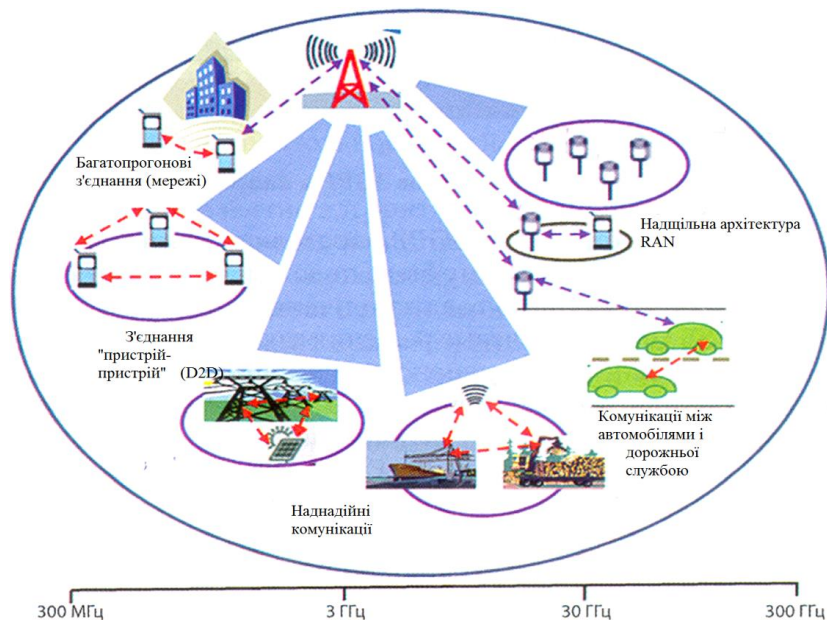 Багатопрогонові
з'єднання (мережі)
Надщільна архітектура
RAN
З'єднання
"пристрій-
пристрій" (D2D)
Комунікації між
автомобілями і
дорожньої
службою
Наднадійні
комунікації
300 МГц
3 ГГц
30 ГГц
300 ГГц